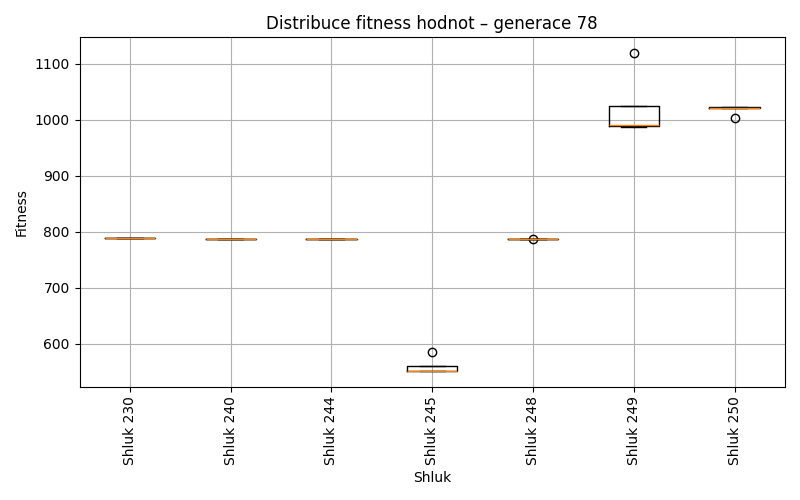 Distribuce fitness hodnot – generace 78
Fitness
1100
1000
900
800
700
600
Shluk 230
Shluk 240
Shluk 244
Shluk 245
Shluk 248
Shluk 249
Shluk 250
Shluk